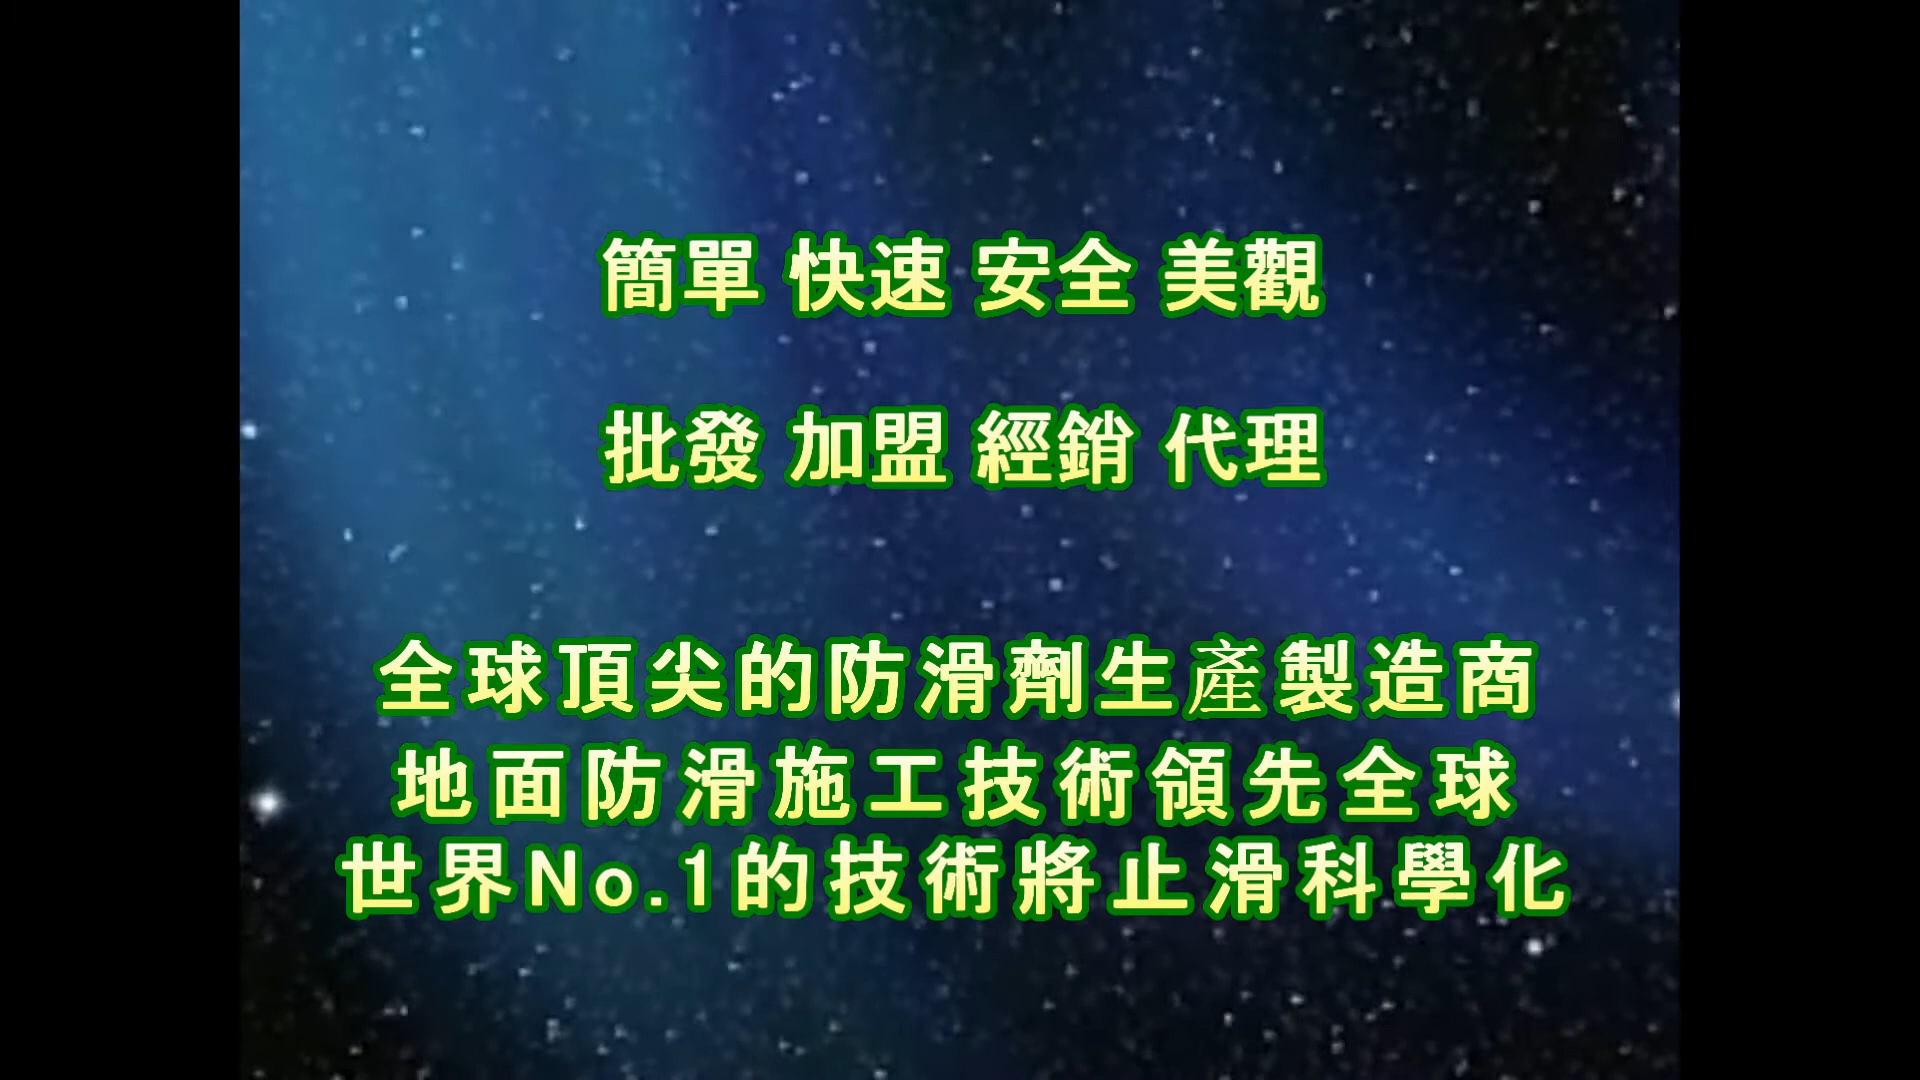 簡單 快速 安全 美觀
批發 加盟 經銷 代理
全球頂尖的防滑劑生產製造商
地面防滑施工技術領先全球
世界No.1的技術將止滑科學化